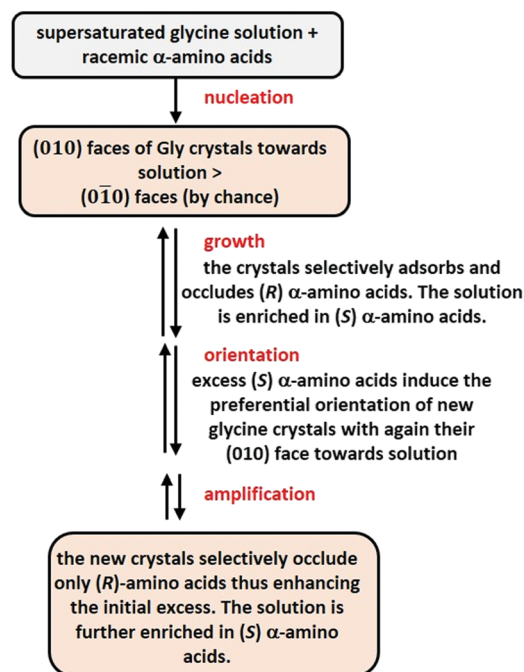 supersaturated glycine solution +
racemic α-amino acids
nucleation
(010) faces of Gly crystals towards
solution >
(01̅0) faces (by chance)
growth
the crystals selectively adsorbs and
occludes (R) α-amino acids. The solution
is enriched in (S) α-amino acids.
orientation
excess (S) α-amino acids induce the
preferential orientation of new
glycine crystals with again their
(010) face towards solution
amplification
the new crystals selectively occlude
only (R)-amino acids thus enhancing
the initial excess. The solution is
further enriched in (S) α-amino
acids.